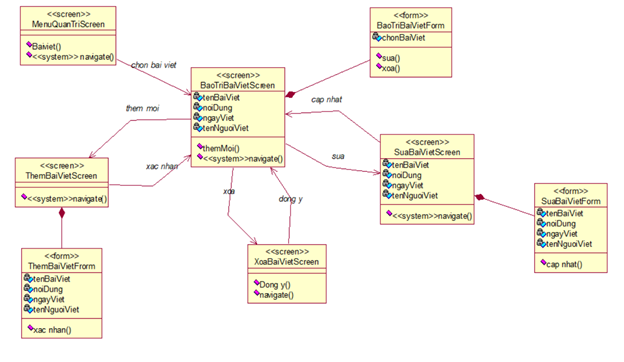 <<screen>>
MenuQuanTriScreen
Baiviet()
<<system>> navigate()
chon bai viet
<<form>>
BaoTriBaiVietForm
chonBaiViet
sua()
xoa()
<<screen>>
BaoTriBaiVietScreen
tenBaiViet
noiDung
ngayViet
tenNguoiViet
themMoi()
<<system>>navigate()
them moi
cap nhat
xac nhan
sua
xoa
dong y
<<screen>>
ThemBaiVietScreen
<<system>>navigate()
<<screen>>
SuaBaiVietScreen
tenBaiViet
noiDung
ngayViet
tenNguoiViet
<<system>>navigate()
<<form>>
SuaBaiVietForm
tenBaiViet
noiDung
ngayViet
tenNguoiViet
cap nhat()
<<form>>
ThemBaiVietFrorm
tenBaiViet
noiDung
ngayViet
tenNguoiViet
xac nhan()
<<screen>>
XoaBaiVietScreen
Dong y()
navigate()